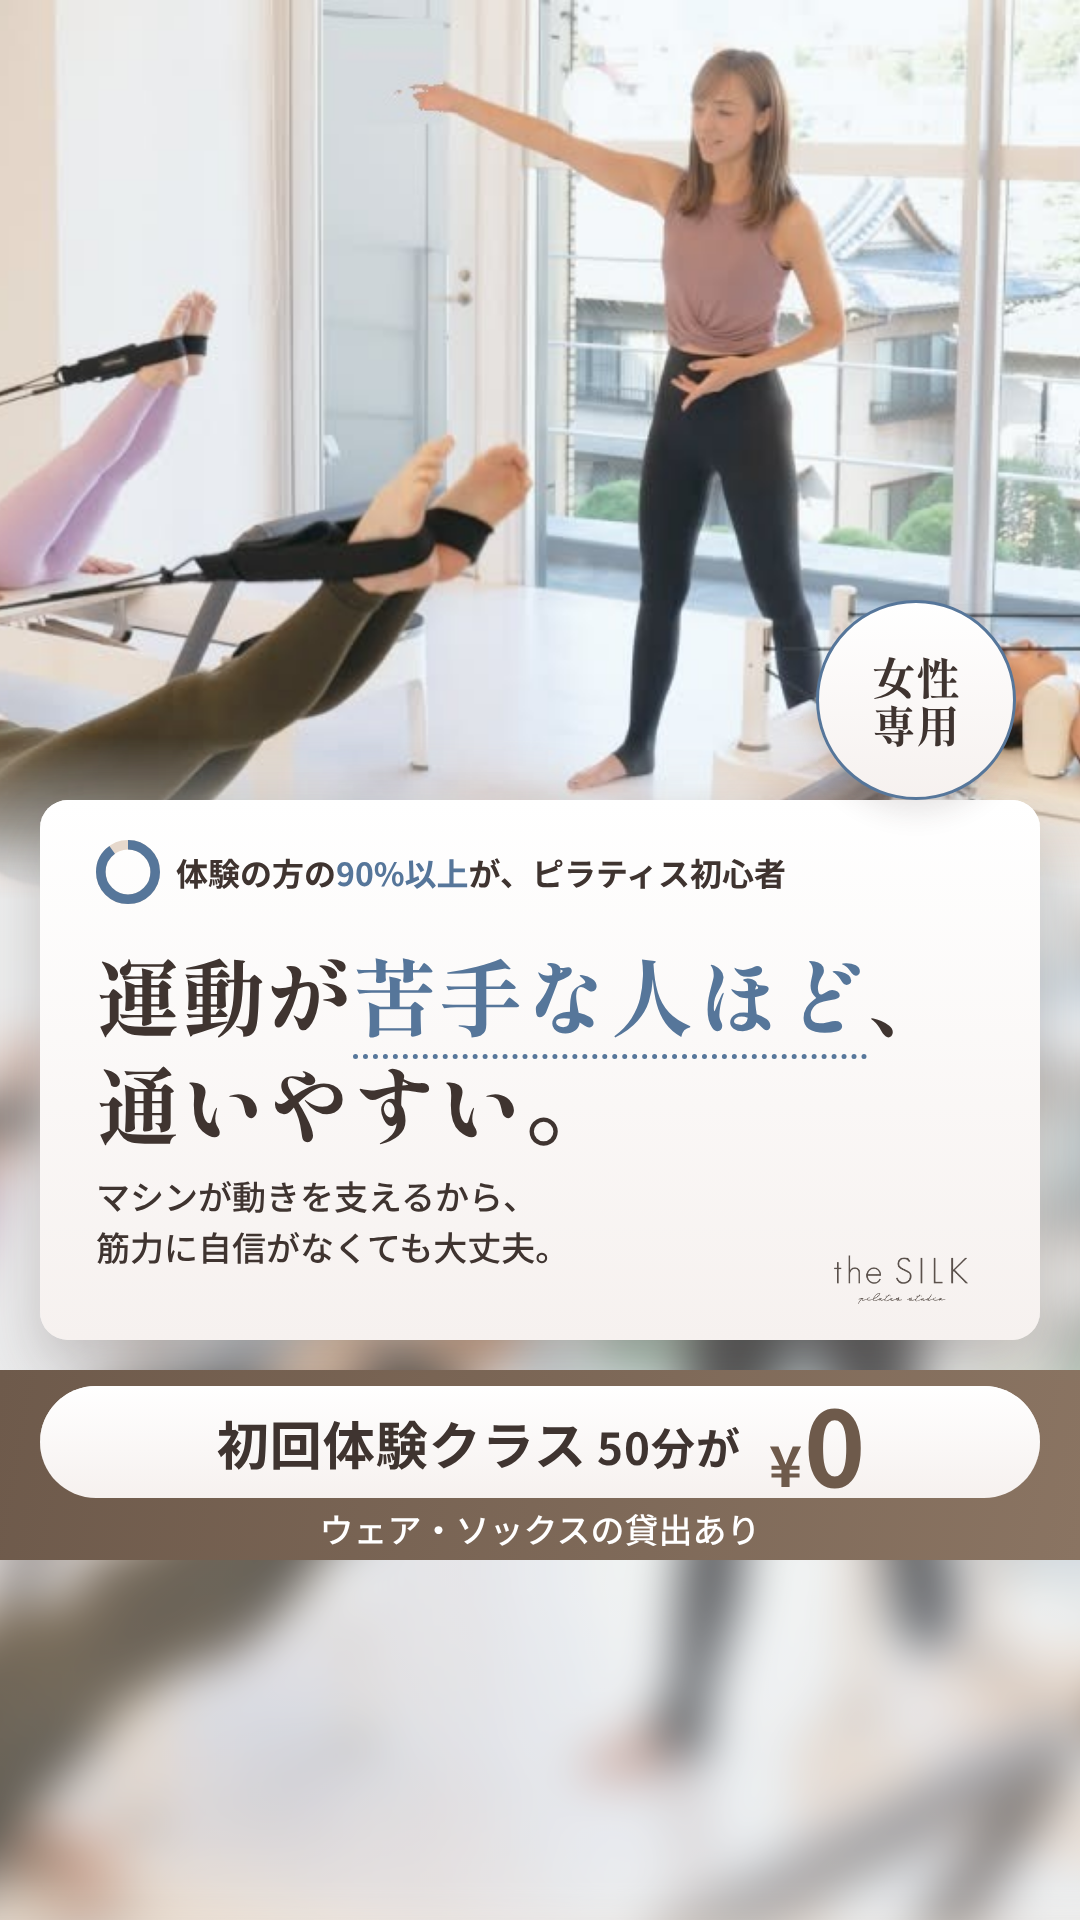 女性
専用
体験の方の90%以上が、ピラティス初心者
運動が苦手な人ほど、
通いやすい。
マシンが動きを支えるから、
筋力に自信がなくても大丈夫。
the SILK
pilates studio
初回体験クラス 50分が ¥0
ウェア・ソックスの貸出あり